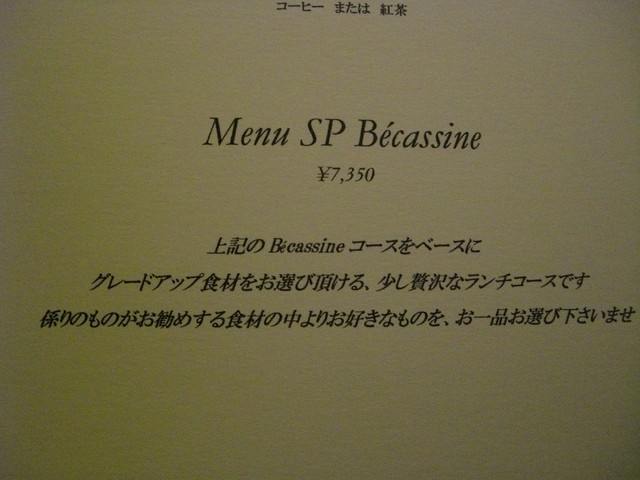 コーヒー または 紅茶
Menu SP Bécassine
¥7,350
上記の Bécassine コースをベースに
グレードアップ食材をお選び頂ける、少し贅沢なランチコースです
係りのものがお勧めする食材の中よりお好きなものを、お一品お選び下さいませ